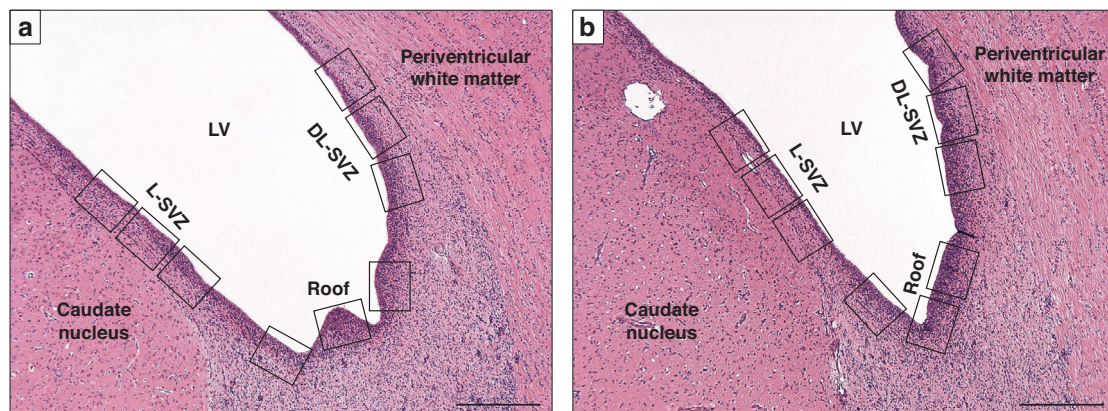 a
Periventricular
white matter
LV
DL-SVZ
L-SVZ
Roof
Caudate
nucleus
b
Periventricular
white matter
LV
DL-SVZ
L-SVZ
Roof
Caudate
nucleus